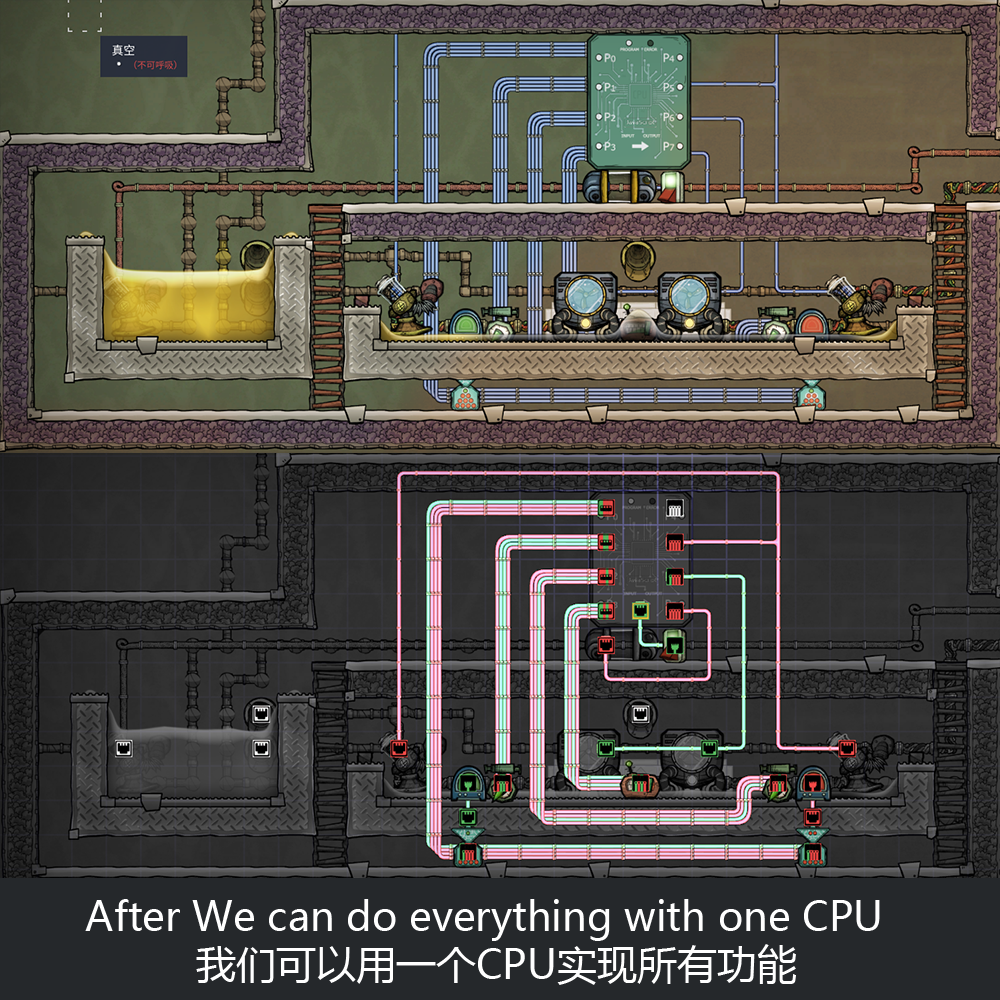 真空
• (不可呼吸)
PROGRAM ERROR
P0 P4
P1 P5
P2 P6
INPUT OUTPUT
P3 P7
After We can do everything with one CPU
我们可以用一个CPU实现所有功能